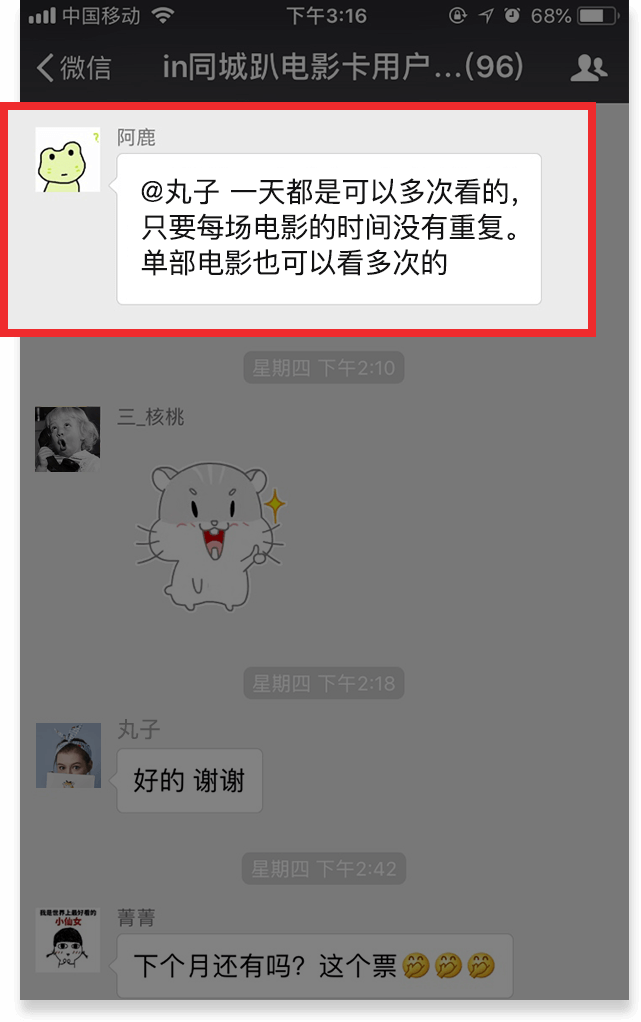 中国移动 下午3:16 68%
微信 in同城趴电影卡用户...(96)
阿鹿
@丸子 一天都是可以多次看的,
只要每场电影的时间没有重复。
单部电影也可以看多次的
星期四 下午2:10
三_核桃
星期四 下午2:18
丸子
好的 谢谢
星期四 下午2:42
我是世界上最好看的
小仙女
菁菁
下个月还有吗？这个票🤭🤭🤭